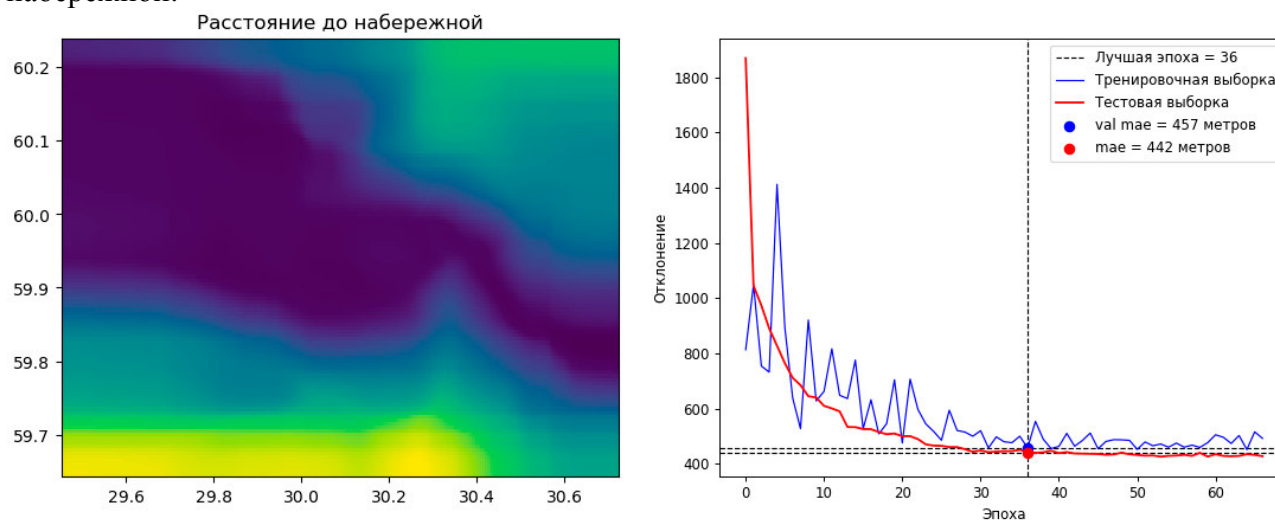 набережной.
Расстояние до набережной
60.2
60.1
60.0
59.9
59.8
59.7
29.6 29.8 30.0 30.2 30.4 30.6
Отклонение
1800
1600
1400
1200
1000
800
600
400
0 10 20 30 40 50 60
Эпоха
Лучшая эпоха = 36
Тренировочная выборка
Тестовая выборка
val mae = 457 метров
mae = 442 метров